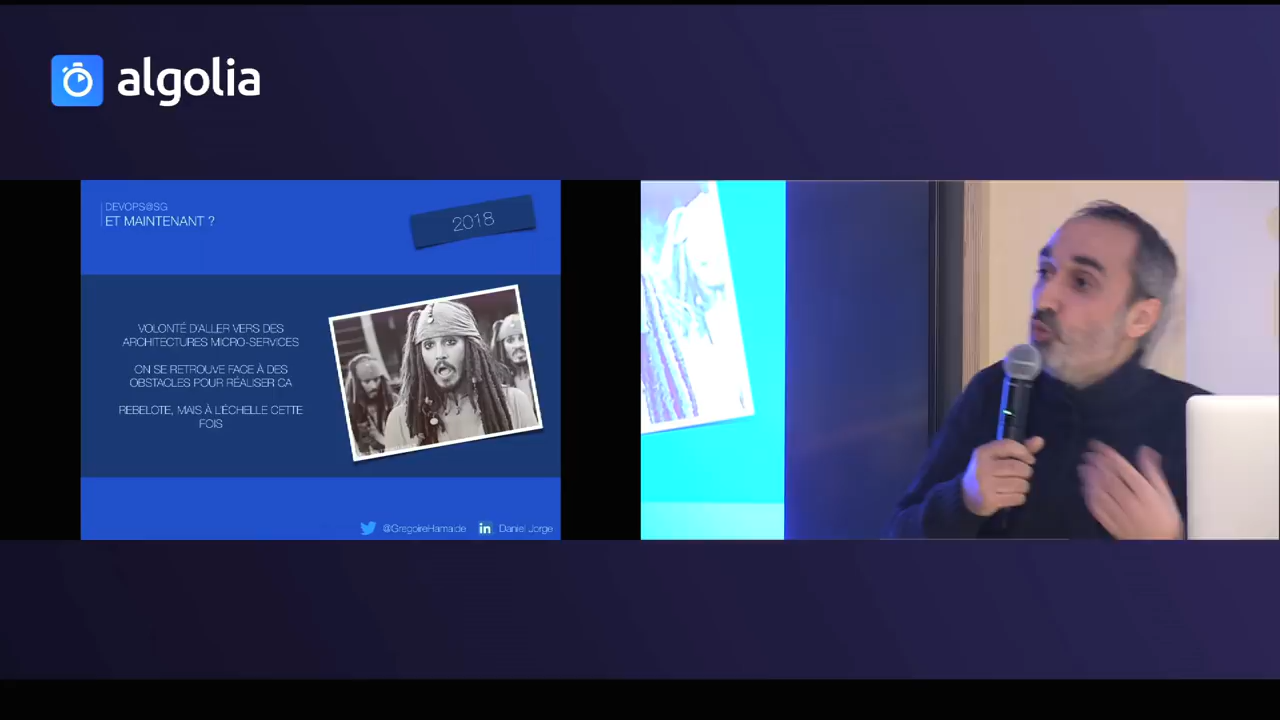 algolia
DEVOPS@SG
ET MAINTENANT ?
2018
VOLONTÉ D'ALLER VERS DES
ARCHITECTURES MICRO-SERVICES
ON SE RETROUVE FACE À DES
OBSTACLES POUR RÉALISER CA
REBELOTE, MAIS À L'ÉCHELLE CETTE
FOIS
@GregoireHamaide
in Daniel Jorge